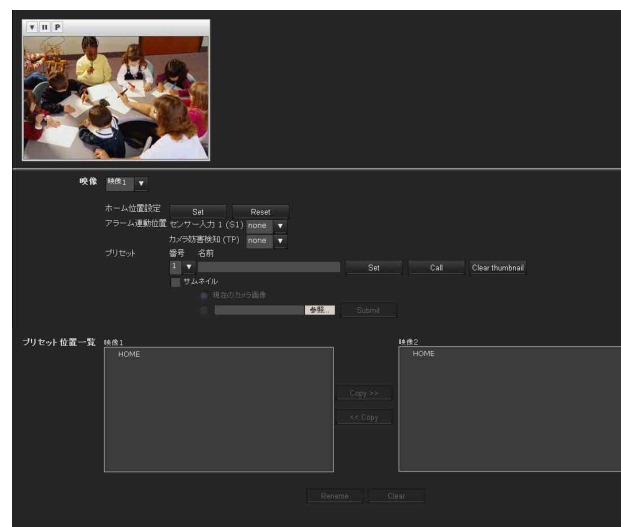 P
映像 映像1
ホーム位置設定 Set Reset
アラーム連動位置 センサー入力 1 (S1) none
カメラ妨害検知 (TP) none
プリセット 番号 名前
1 Set Call Clear thumbnail
サムネイル
現在のカメラ画像
参照... Submit
プリセット位置一覧 映像1 映像2
HOME HOME
Copy >>
<< Copy
Rename Clear